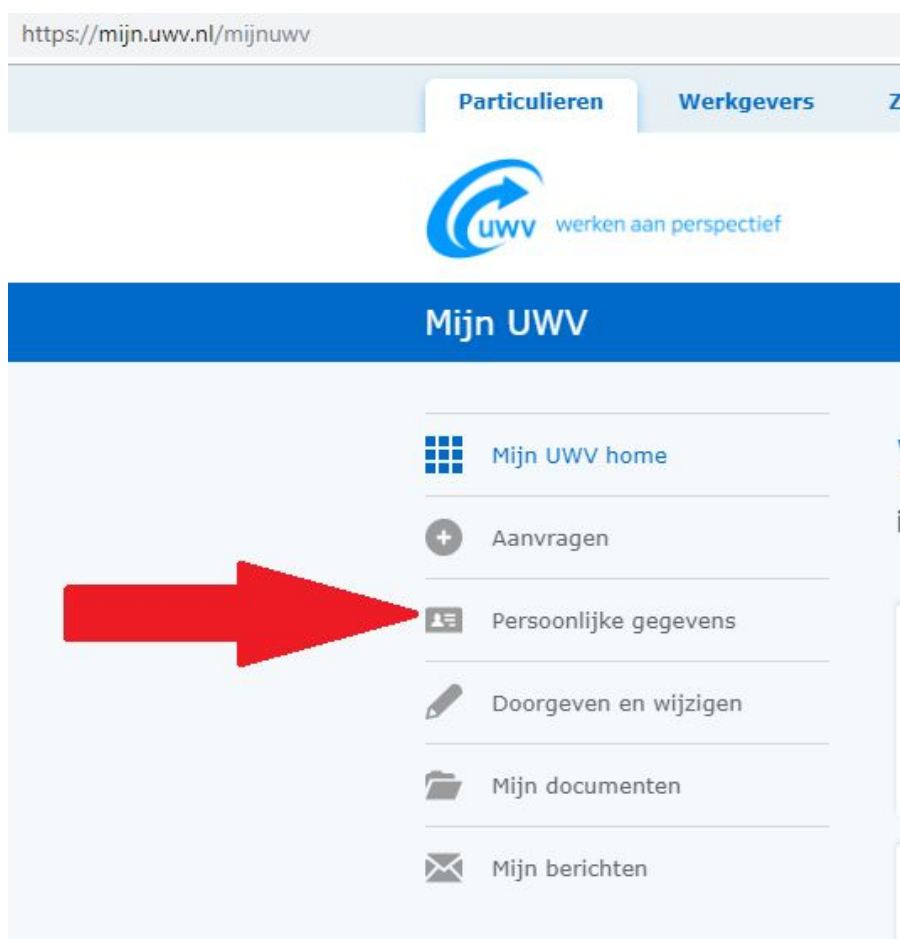 https://mijn.uwv.nl/mijnuwv
Particulieren Werkgevers Z
uwv werken aan perspectief
Mijn UWV
Mijn UWV home
Aanvragen
Persoonlijke gegevens
Doorgeven en wijzigen
Mijn documenten
Mijn berichten